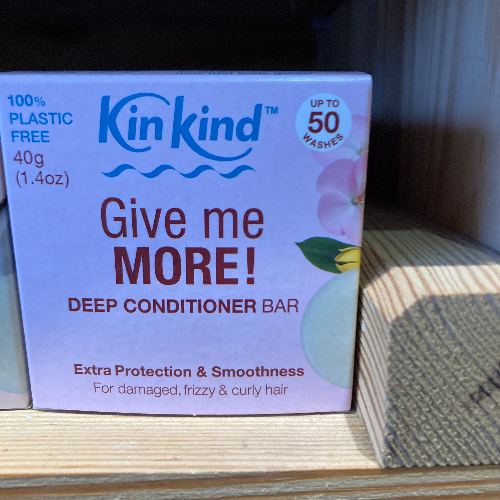 100%
PLASTIC
FREE
40g
(1.4oz)
KinKind™
UP TO
50
WASHES
Give me
MORE!
DEEP CONDITIONER BAR
Extra Protection & Smoothness
For damaged, frizzy & curly hair